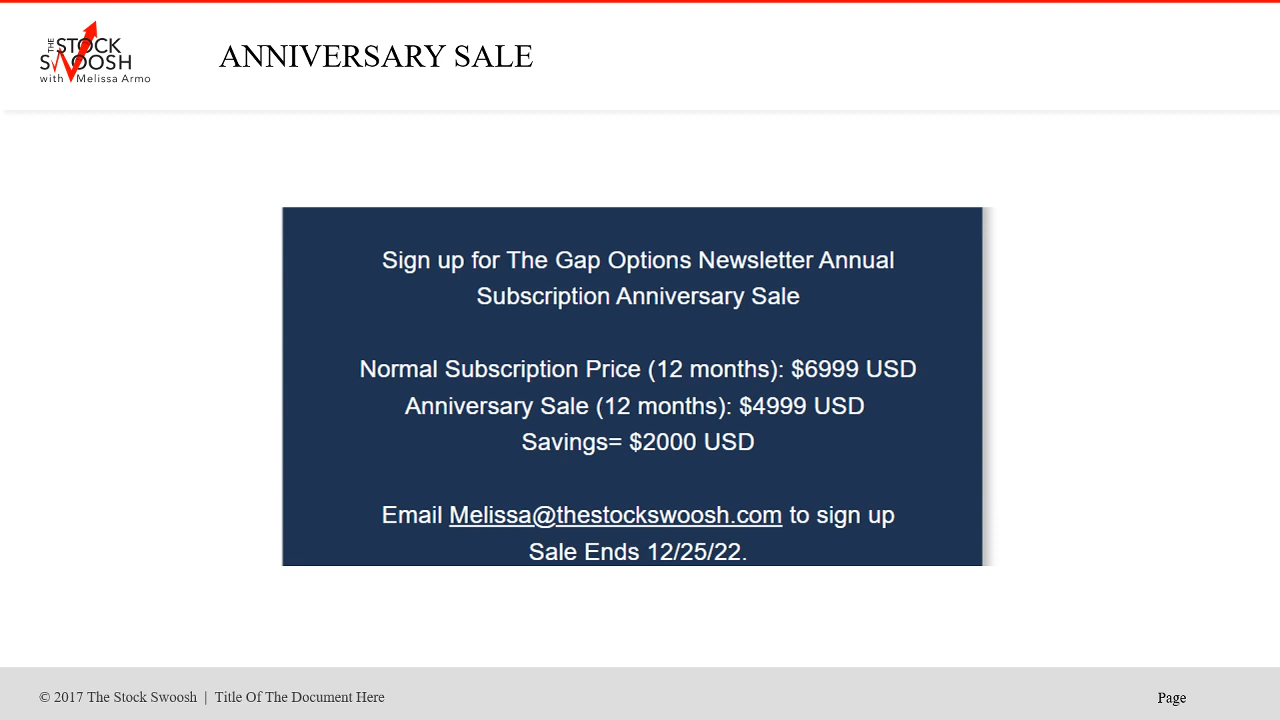 THE STOCK
SWOOSH
with Melissa Armo
ANNIVERSARY SALE
Sign up for The Gap Options Newsletter Annual
Subscription Anniversary Sale
Normal Subscription Price (12 months): $6999 USD
Anniversary Sale (12 months): $4999 USD
Savings= $2000 USD
Email Melissa@thestockswoosh.com to sign up
Sale Ends 12/25/22.
© 2017 The Stock Swoosh | Title Of The Document Here
Page